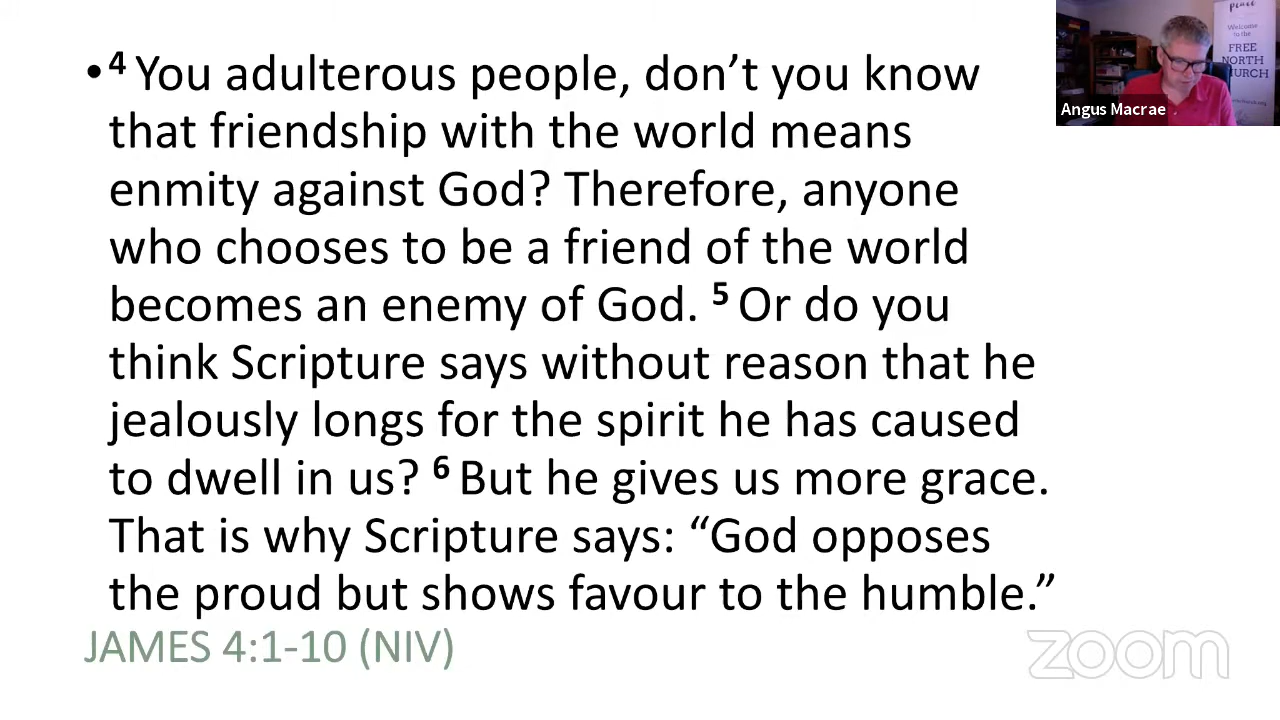 • 4 You adulterous people, don’t you know
that friendship with the world means
enmity against God? Therefore, anyone
who chooses to be a friend of the world
becomes an enemy of God. 5 Or do you
think Scripture says without reason that he
jealously longs for the spirit he has caused
to dwell in us? 6 But he gives us more grace.
That is why Scripture says: “God opposes
the proud but shows favour to the humble.”
JAMES 4:1-10 (NIV)
peace
Welcome
to the
FREE
NORTH
CHURCH
Angus Macrae
zoom